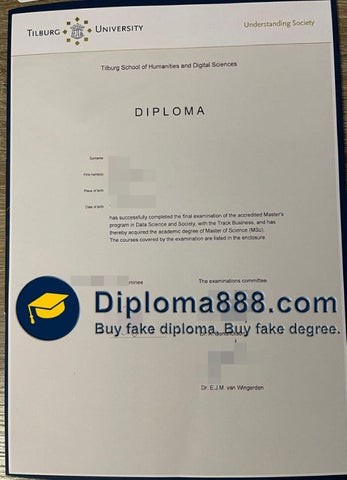 TILBURG UNIVERSITY
Understanding Society
Tilburg School of Humanities and Digital Sciences
DIPLOMA
Surname
First name(s)
Place of birth
Date of birth
has successfully completed the final examination of the accredited Master's
program in Data Science and Society, with the Track Business, and has
thereby acquired the academic degree of Master of Science (MSc).
The courses covered by the examination are listed in the enclosure.
The examinations committee
Diploma888.com
Buy fake diploma. Buy fake degree.
Dr. E.J.M. van Wingerden